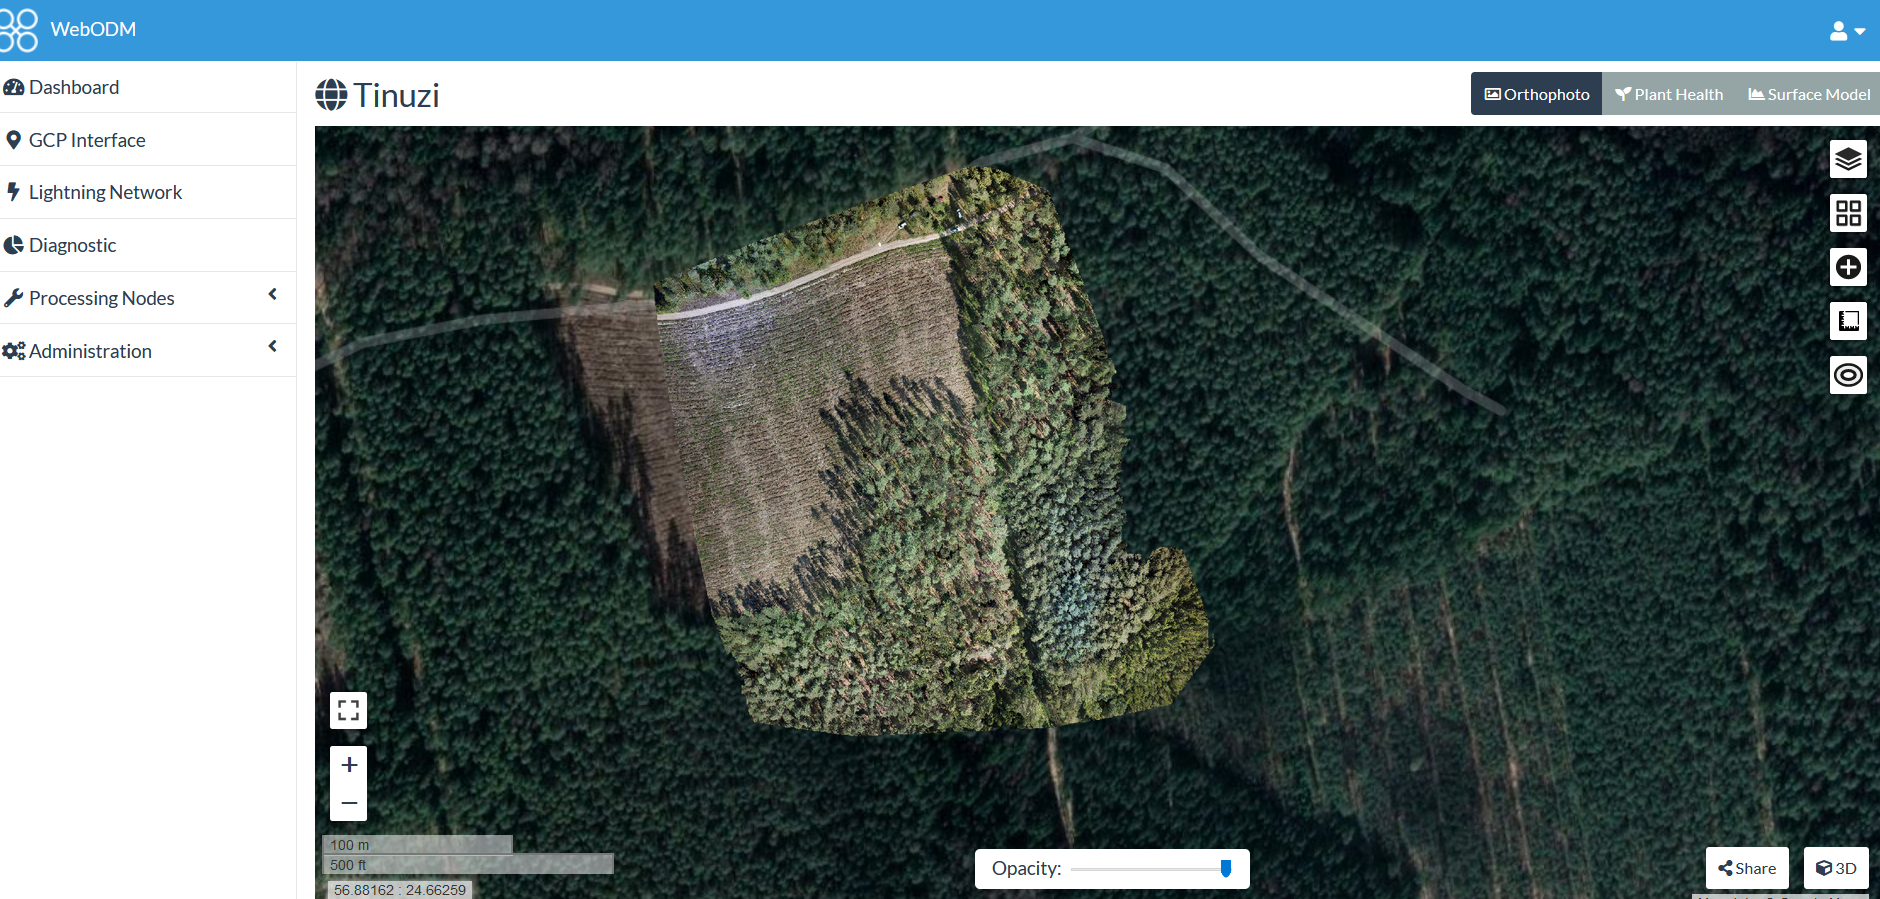 WebODM
Dashboard
GCP Interface
Lightning Network
Diagnostic
Processing Nodes
Administration
Tinuzi
Orthophoto
Plant Health
Surface Model
100 m
500 ft
56.88162 : 24.66259
Opacity:
Share
3D